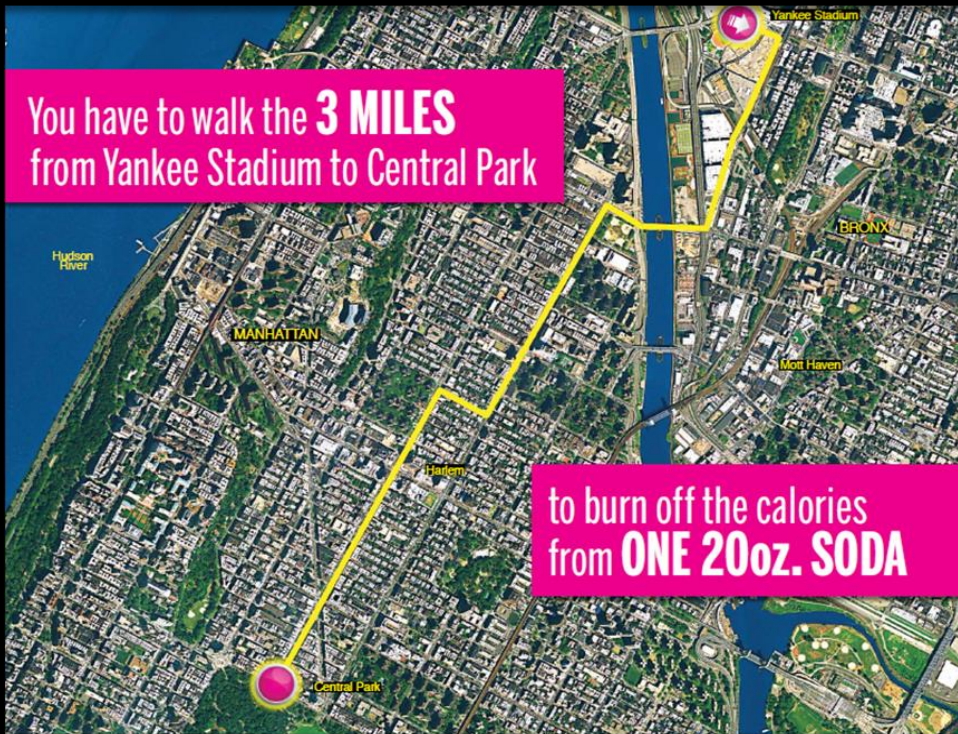 Yankee Stadium
You have to walk the 3 MILES
from Yankee Stadium to Central Park
BRONX
Hudson
River
MANHATTAN
Mott Haven
Harlem
to burn off the calories
from ONE 20oz. SODA
Central Park